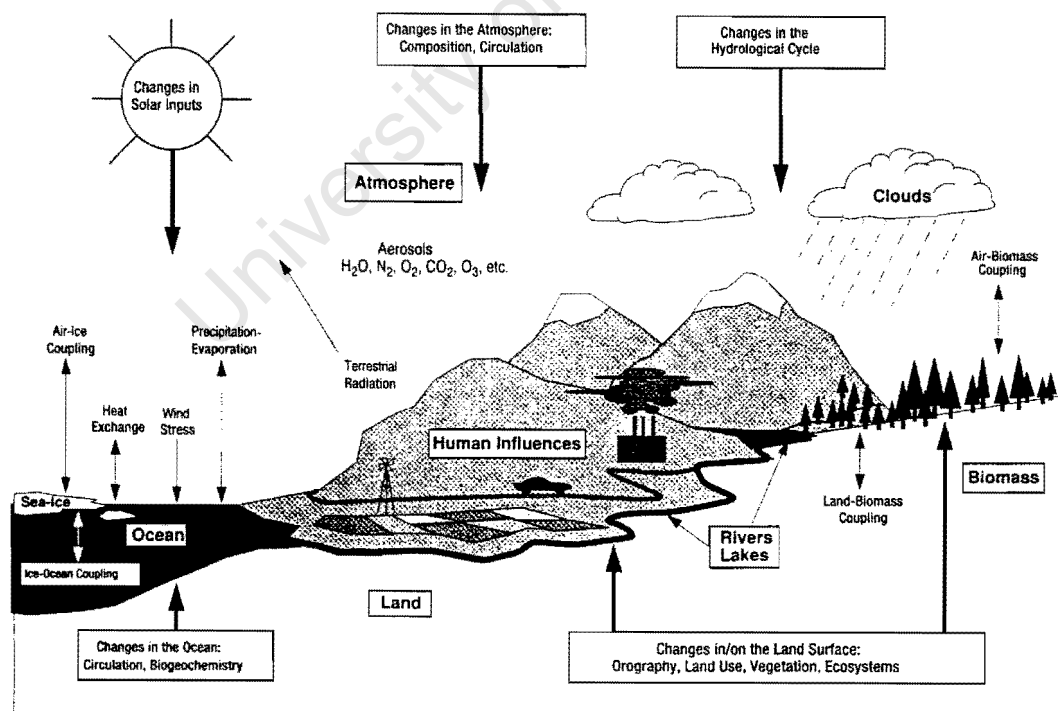 Changes in the Atmosphere:
Composition, Circulation
Changes in the
Hydrological Cycle
Changes in
Solar Inputs
Atmosphere
Clouds
Aerosols
H₂O, N₂, O₂, CO₂, O₃, etc.
Air-Biomass
Coupling
Air-Ice
Coupling
Precipitation-
Evaporation
Terrestrial
Radiation
Heat
Exchange
Wind
Stress
Human Influences
Sea-Ice
Ocean
Ice-Ocean Coupling
Land-Biomass
Coupling
Biomass
Rivers
Lakes
Land
Changes in the Ocean:
Circulation, Biogeochemistry
Changes in/on the Land Surface:
Orography, Land Use, Vegetation, Ecosystems
University